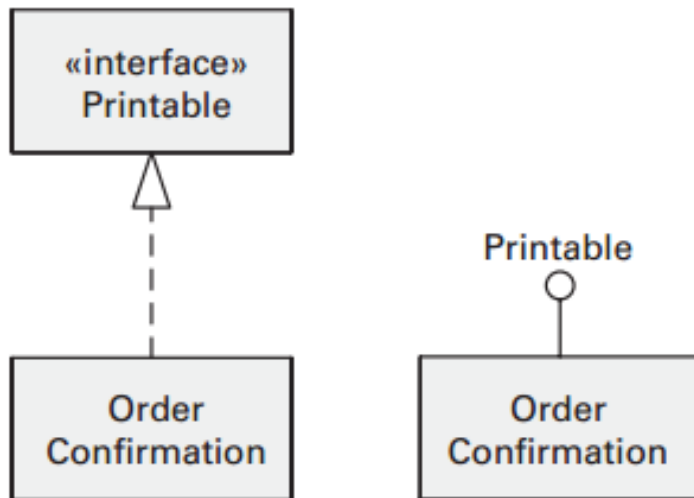 «interface»
Printable
Printable
Order
Confirmation
Order
Confirmation